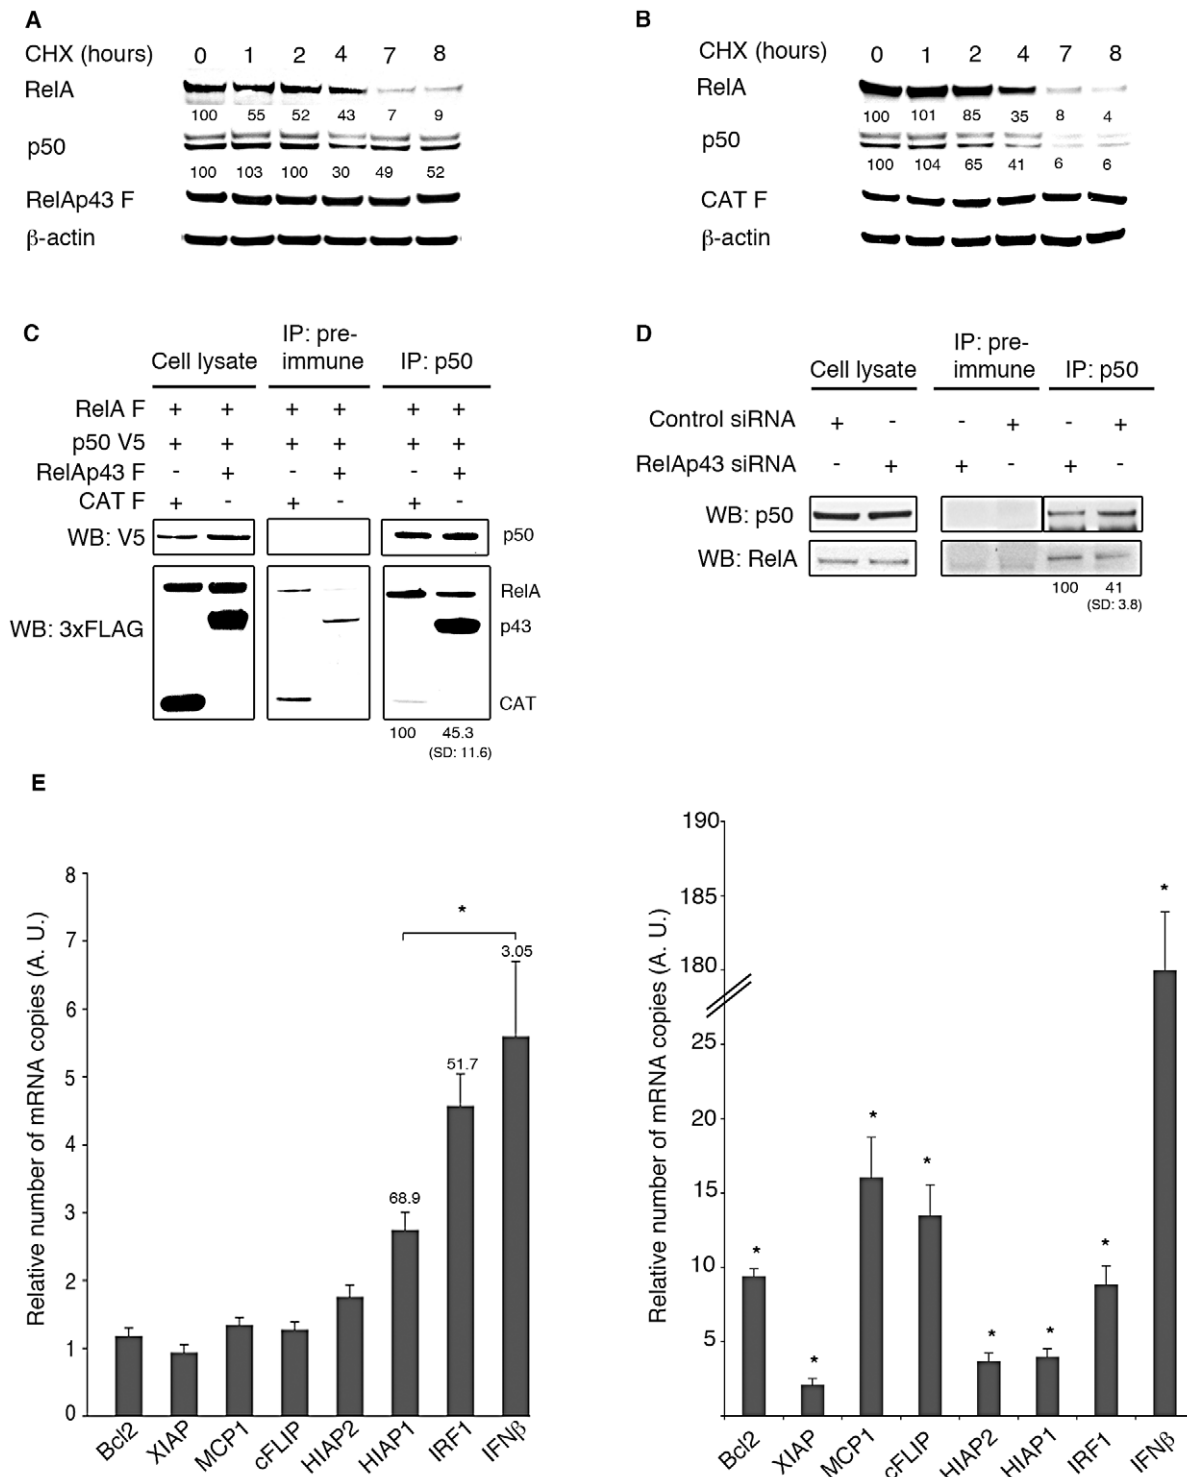 A
CHX (hours) 0 1 2 4 7 8
RelA
100 55 52 43 7 9
p50
100 103 100 30 49 52
RelAp43 F
β-actin
B
CHX (hours) 0 1 2 4 7 8
RelA
100 101 85 35 8 4
p50
100 104 65 41 6 6
CAT F
β-actin
C
Cell lysate IP: pre-immune IP: p50
RelA F + + + + + +
p50 V5 + + + + + +
RelAp43 F - + - + - +
CAT F + - + - + -
WB: V5 p50
WB: 3xFLAG RelA
p43
CAT
100 45.3
(SD: 11.6)
D
Cell lysate IP: pre-immune IP: p50
Control siRNA + - - + - +
RelAp43 siRNA - + + - + -
WB: p50
WB: RelA
100 41
(SD: 3.8)
E
Relative number of mRNA copies (A. U.)
8
7
6
5
4
3
2
1
0
*
3.05
51.7
68.9
Bcl2 XIAP MCP1 cFLIP HIAP2 HIAP1 IRF1 IFNβ
Relative number of mRNA copies (A. U.)
190
185
180
25
20
15
10
5
* * * * * * * *
Bcl2 XIAP MCP1 cFLIP HIAP2 HIAP1 IRF1 IFNβ